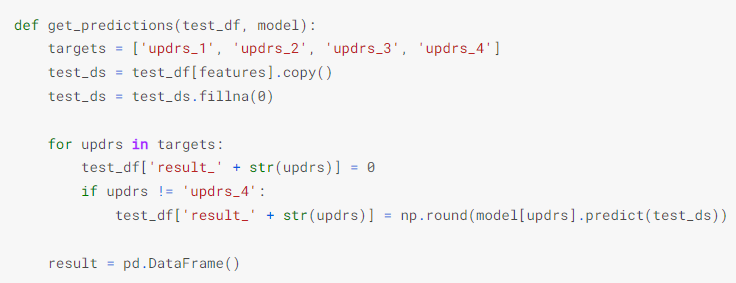 def get_predictions(test_df, model):
    targets = ['updrs_1', 'updrs_2', 'updrs_3', 'updrs_4']
    test_ds = test_df[features].copy()
    test_ds = test_ds.fillna(0)
    for updrs in targets:
        test_df['result_' + str(updrs)] = 0
        if updrs != 'updrs_4':
            test_df['result_' + str(updrs)] = np.round(model[updrs].predict(test_ds))
    result = pd.DataFrame()